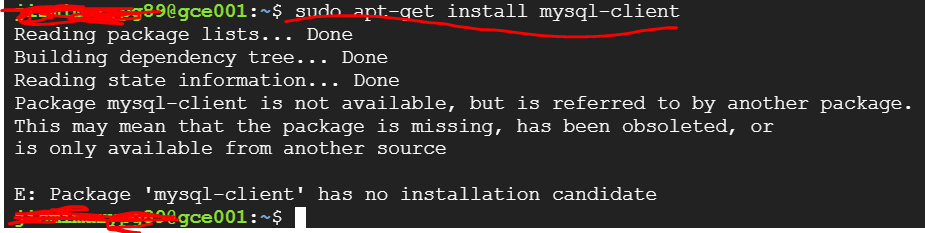 @gce001:~$ sudo apt-get install mysql-client
Reading package lists... Done
Building dependency tree... Done
Reading state information... Done
Package mysql-client is not available, but is referred to by another package.
This may mean that the package is missing, has been obsoleted, or
is only available from another source
E: Package 'mysql-client' has no installation candidate
@gce001:~$